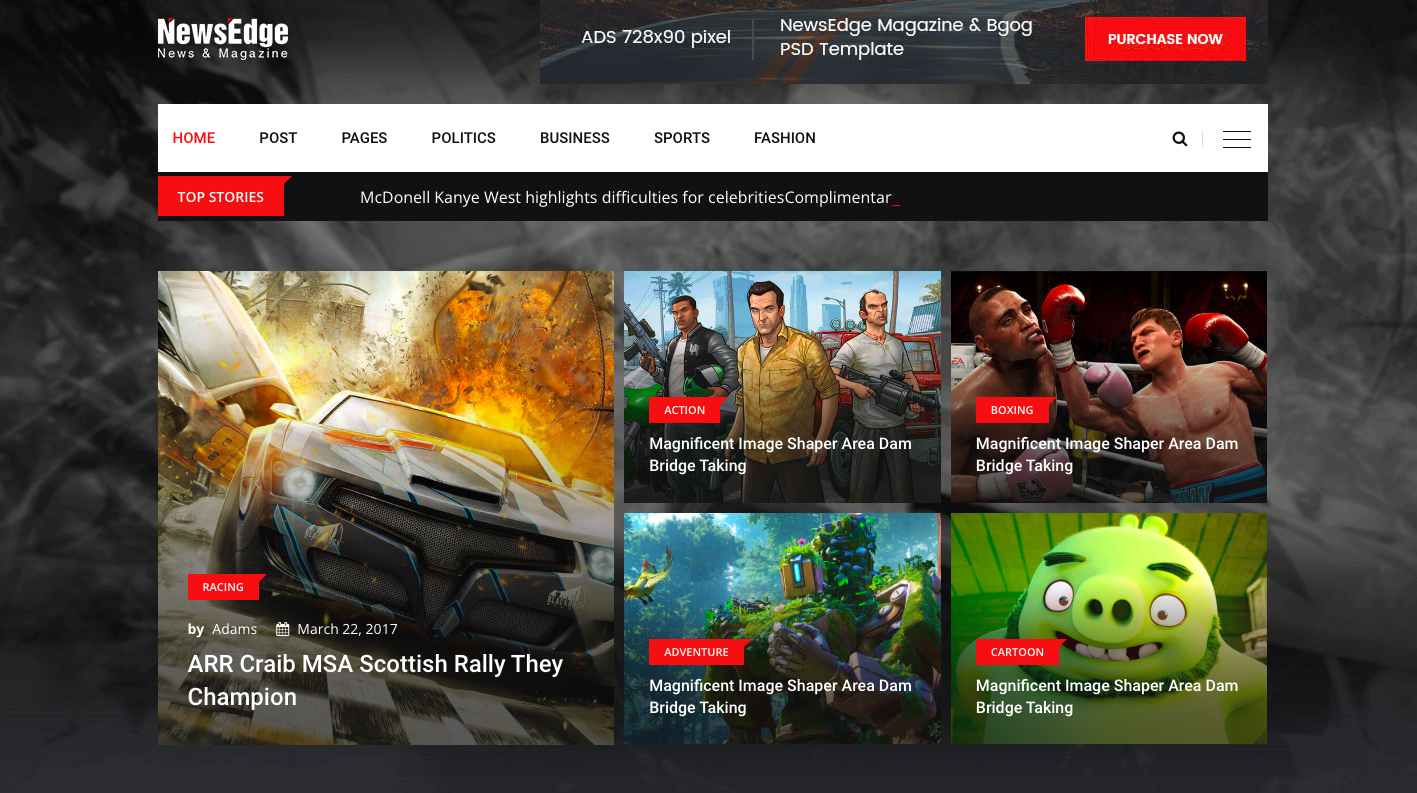 NewsEdge
News & Magazine
ADS 728x90 pixel
NewsEdge Magazine & Bgog
PSD Template
PURCHASE NOW
HOME POST PAGES POLITICS BUSINESS SPORTS FASHION
TOP STORIES
McDonell Kanye West highlights difficulties for celebritiesComplimentar_
RACING
by Adams March 22, 2017
ARR Craib MSA Scottish Rally They
Champion
ACTION
Magnificent Image Shaper Area Dam
Bridge Taking
EA
BOXING
Magnificent Image Shaper Area Dam
Bridge Taking
ADVENTURE
Magnificent Image Shaper Area Dam
Bridge Taking
CARTOON
Magnificent Image Shaper Area Dam
Bridge Taking